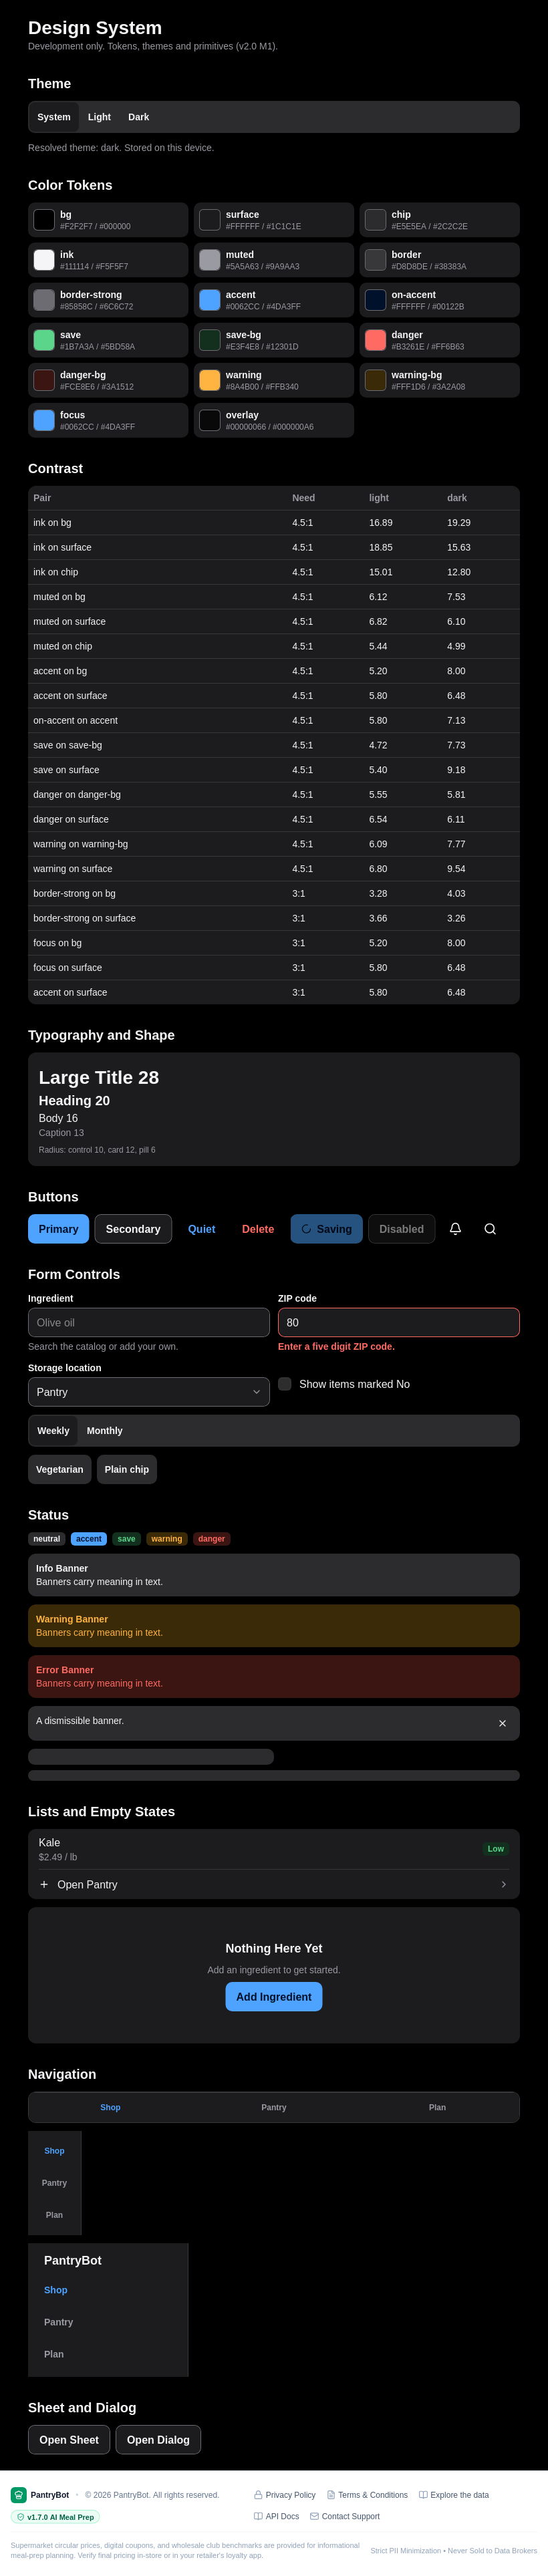 Design System
Development only. Tokens, themes and primitives (v2.0 M1).
Theme
System Light Dark
Resolved theme: dark. Stored on this device.
Color Tokens
bg
#F2F2F7 / #000000
surface
#FFFFFF / #1C1C1E
chip
#E5E5EA / #2C2C2E
ink
#111114 / #F5F5F7
muted
#5A5A63 / #9A9AA3
border
#D8D8DE / #38383A
border-strong
#85858C / #6C6C72
accent
#0062CC / #4DA3FF
on-accent
#FFFFFF / #00122B
save
#1B7A3A / #5BD58A
save-bg
#E3F4E8 / #12301D
danger
#B3261E / #FF6B63
danger-bg
#FCE8E6 / #3A1512
warning
#8A4B00 / #FFB340
warning-bg
#FFF1D6 / #3A2A08
focus
#0062CC / #4DA3FF
overlay
#00000066 / #000000A6
Contrast
Pair Need light dark
ink on bg 4.5:1 16.89 19.29
ink on surface 4.5:1 18.85 15.63
ink on chip 4.5:1 15.01 12.80
muted on bg 4.5:1 6.12 7.53
muted on surface 4.5:1 6.82 6.10
muted on chip 4.5:1 5.44 4.99
accent on bg 4.5:1 5.20 8.00
accent on surface 4.5:1 5.80 6.48
on-accent on accent 4.5:1 5.80 7.13
save on save-bg 4.5:1 4.72 7.73
save on surface 4.5:1 5.40 9.18
danger on danger-bg 4.5:1 5.55 5.81
danger on surface 4.5:1 6.54 6.11
warning on warning-bg 4.5:1 6.09 7.77
warning on surface 4.5:1 6.80 9.54
border-strong on bg 3:1 3.28 4.03
border-strong on surface 3:1 3.66 3.26
focus on bg 3:1 5.20 8.00
focus on surface 3:1 5.80 6.48
accent on surface 3:1 5.80 6.48
Typography and Shape
Large Title 28
Heading 20
Body 16
Caption 13
Radius: control 10, card 12, pill 6
Buttons
Primary Secondary Quiet Delete Saving Disabled
Form Controls
Ingredient
Olive oil
Search the catalog or add your own.
ZIP code
80
Enter a five digit ZIP code.
Storage location
Pantry
Show items marked No
Weekly Monthly
Vegetarian Plain chip
Status
neutral accent save warning danger
Info Banner
Banners carry meaning in text.
Warning Banner
Banners carry meaning in text.
Error Banner
Banners carry meaning in text.
A dismissible banner.
Lists and Empty States
Kale
$2.49 / lb
Low
Open Pantry
Nothing Here Yet
Add an ingredient to get started.
Add Ingredient
Navigation
Shop Pantry Plan
Shop
Pantry
Plan
PantryBot
Shop
Pantry
Plan
Sheet and Dialog
Open Sheet Open Dialog
PantryBot · © 2026 PantryBot. All rights reserved.
v1.7.0 AI Meal Prep
Privacy Policy Terms & Conditions Explore the data
API Docs Contact Support
Supermarket circular prices, digital coupons, and wholesale club benchmarks are provided for informational
meal-prep planning. Verify final pricing in-store or in your retailer's loyalty app.
Strict PII Minimization • Never Sold to Data Brokers